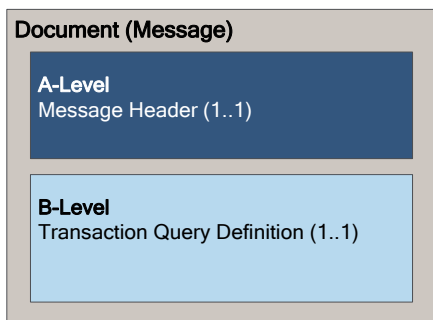 Document (Message)
A-Level
Message Header (1..1)
B-Level
Transaction Query Definition (1..1)